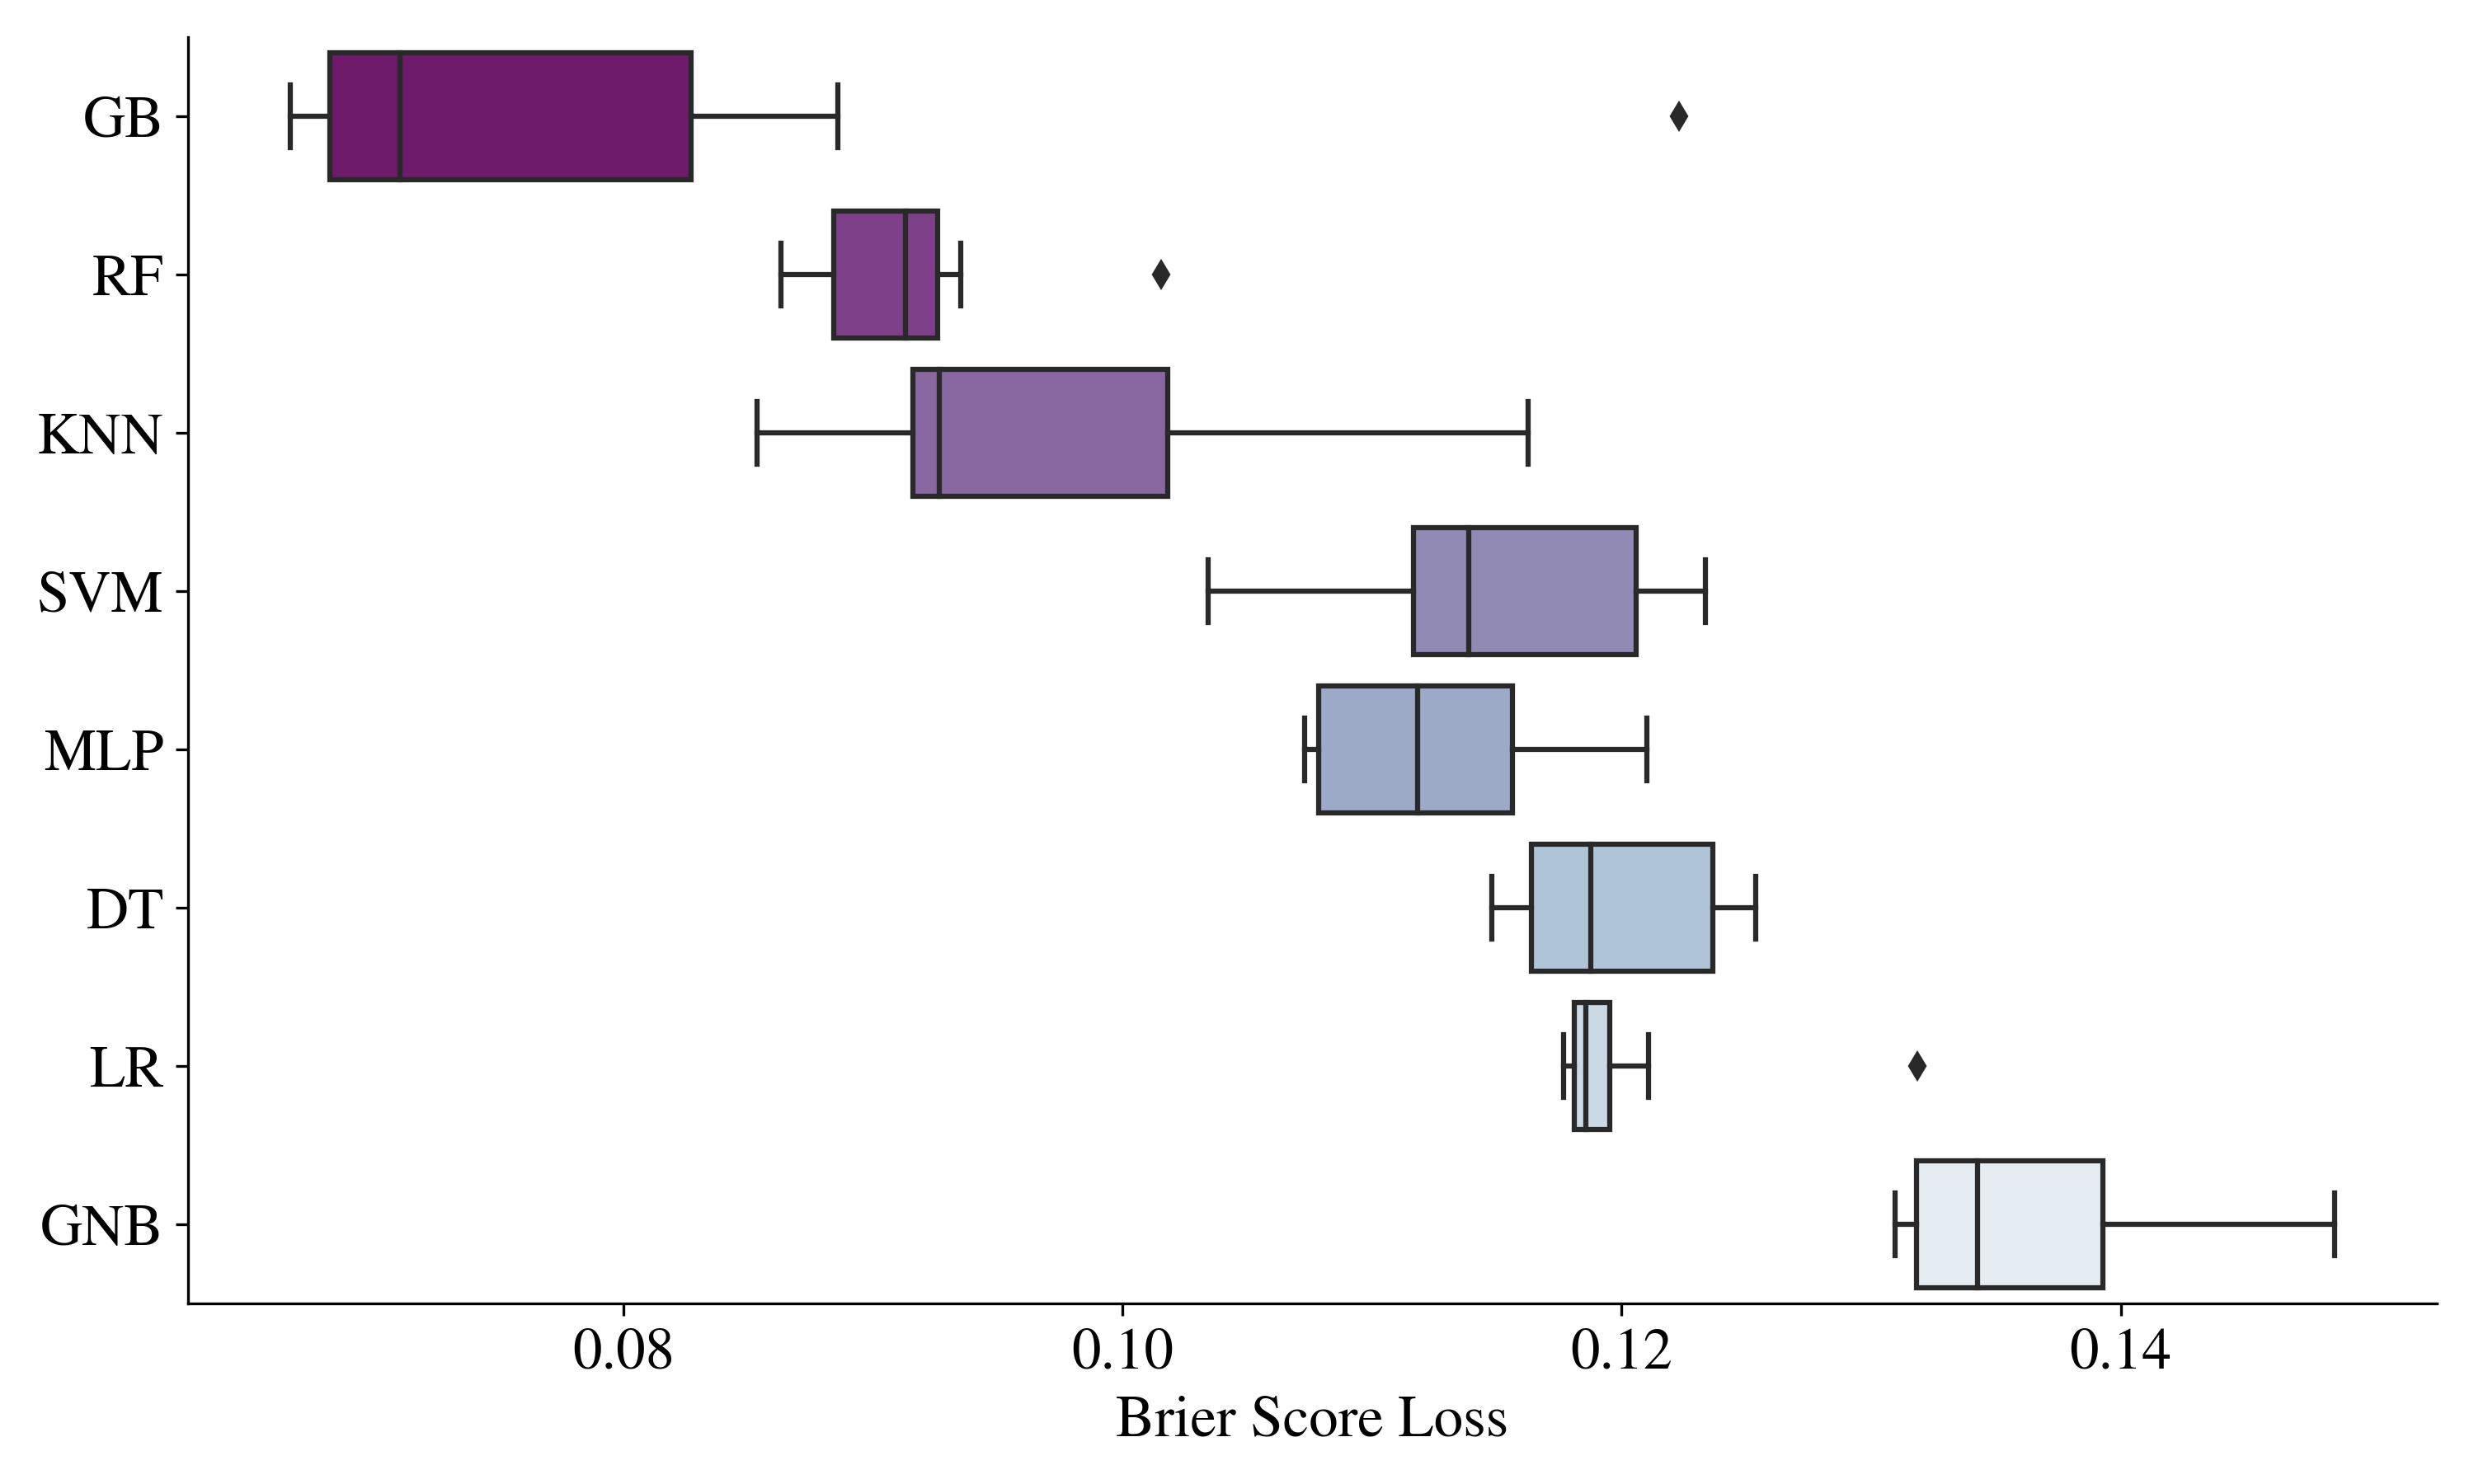 GB
RF
KNN
SVM
MLP
DT
LR
GNB
0.08 0.10 0.12 0.14
Brier Score Loss